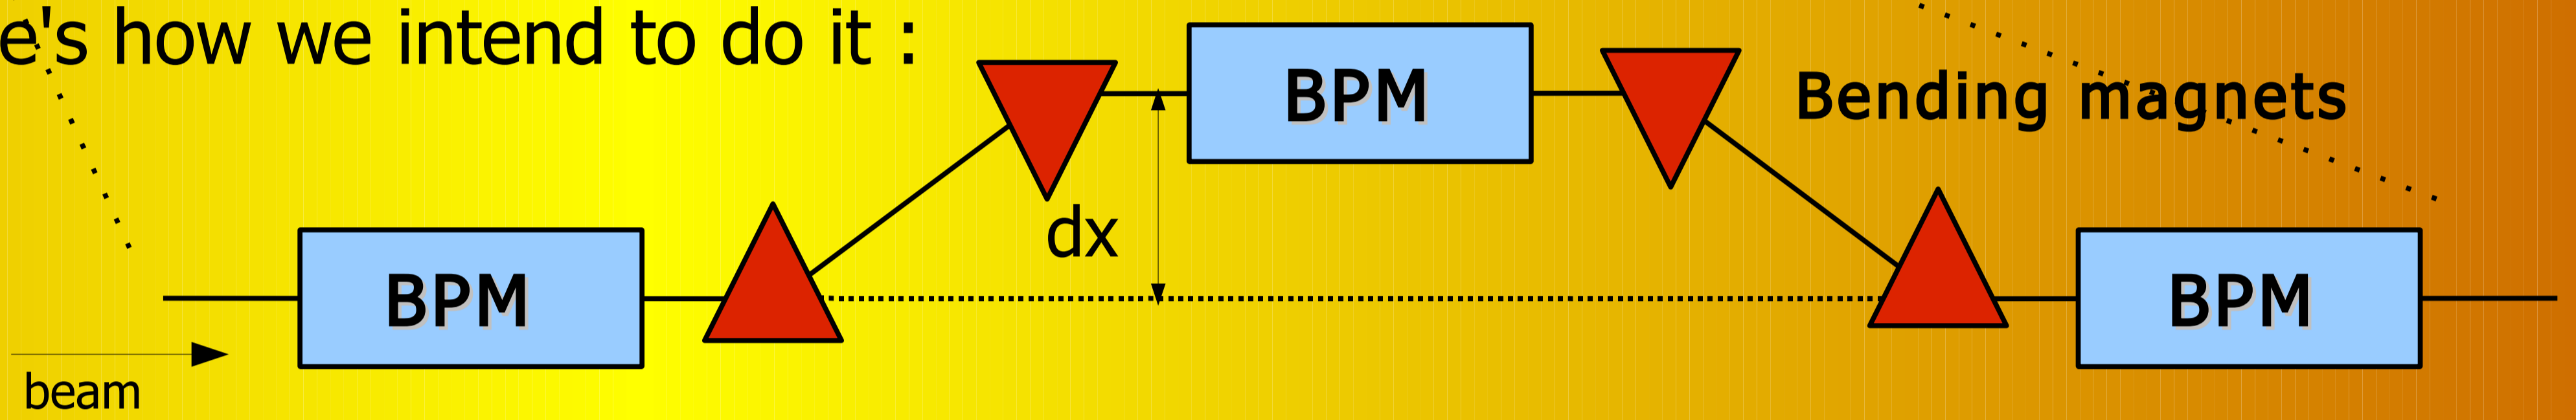 e's how we intend to do it :
BPM
Bending magnets
dx
BPM
BPM
beam